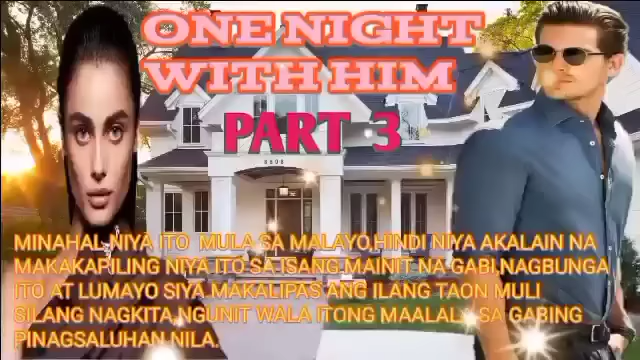 ONE NIGHT
WITH HIM
PART 3
8808
MINAHAL NIYA ITO MULA SA MALAYO,HINDI NIYA AKALAIN NA
MAKAKAPILING NIYA ITO SA ISANG MAINIT NA GABI,NAGBUNGA
ITO AT LUMAYO SIYA.MAKALIPAS ANG ILANG TAON MULI
SILANG NAGKITA,NGUNIT WALA ITONG MAALALA SA GABING
PINAGSALUHAN NILA.